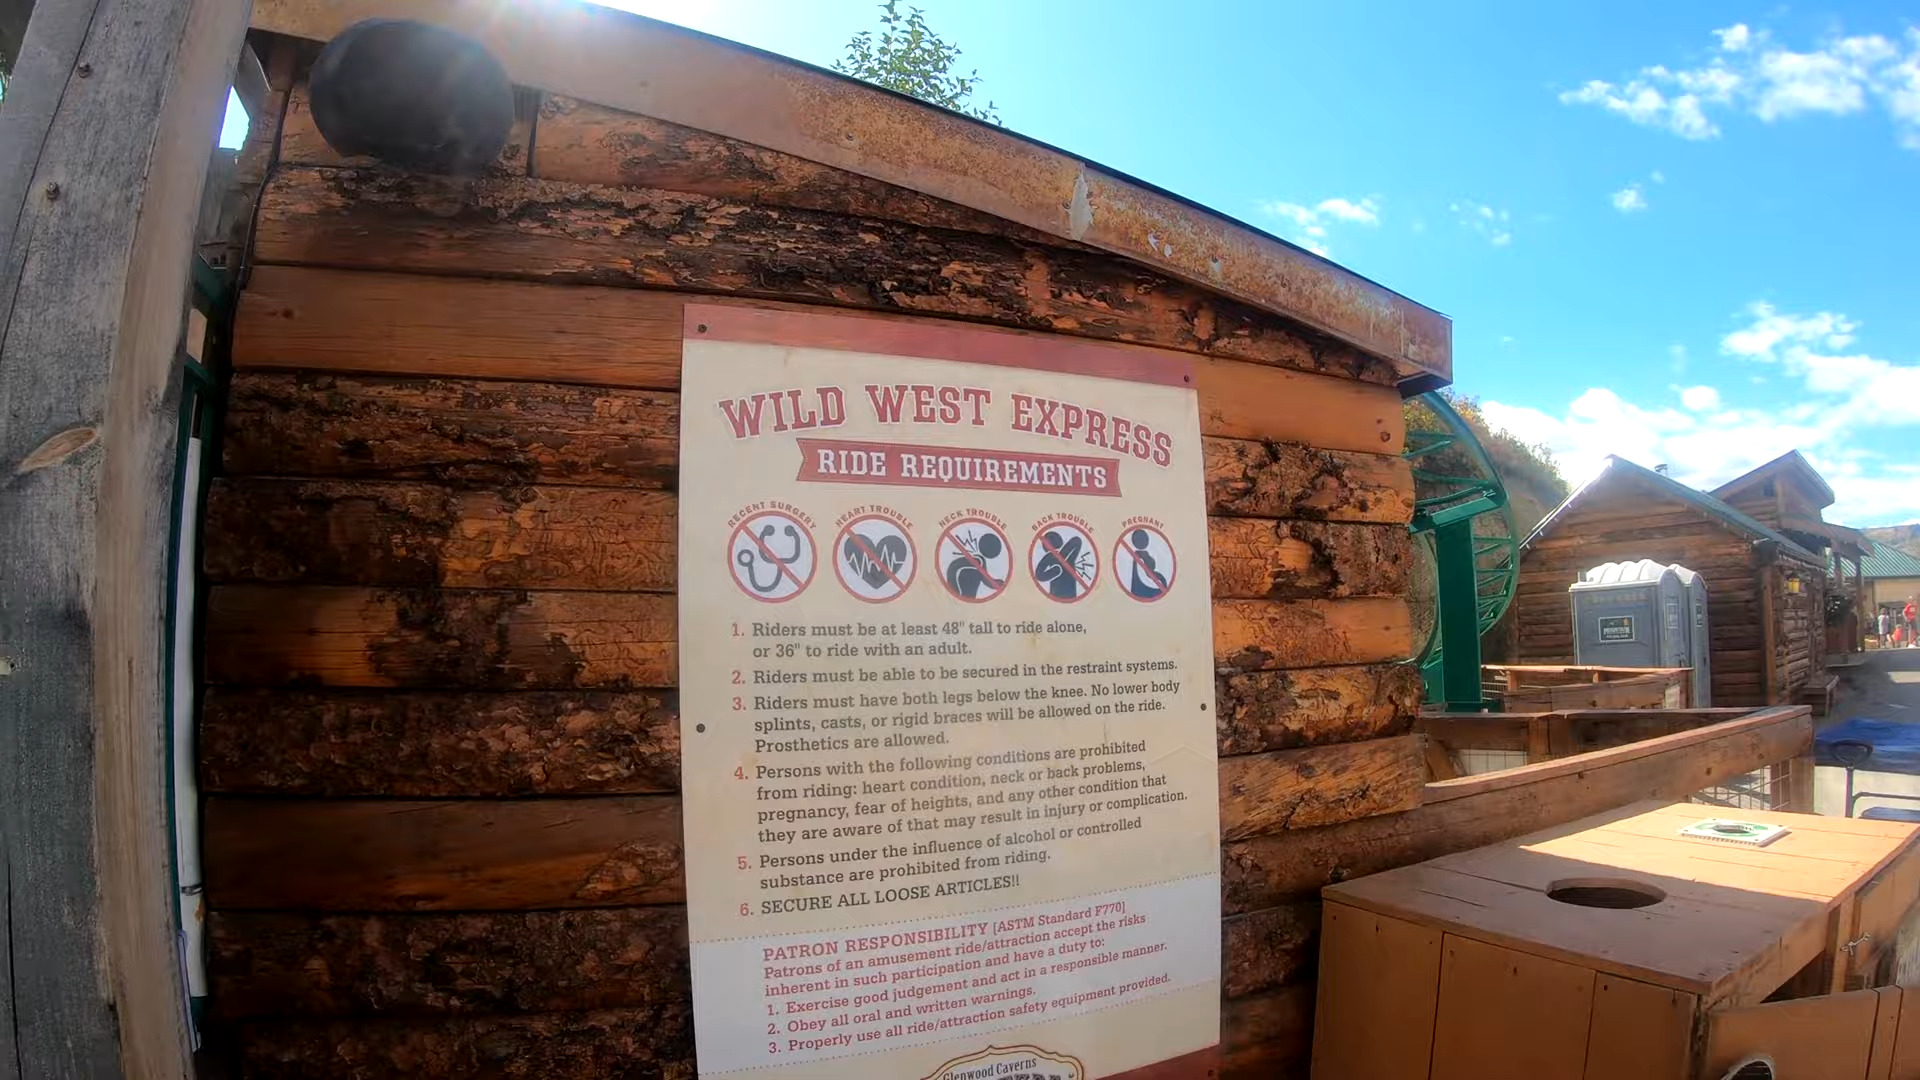 WILD WEST EXPRESS
RIDE REQUIREMENTS
RECENT SURGERY
HEART TROUBLE
NECK TROUBLE
BACK TROUBLE
PREGNANT
1. Riders must be at least 48" tall to ride alone,
or 36" to ride with an adult.
2. Riders must be able to be secured in the restraint systems.
3. Riders must have both legs below the knee. No lower body
splints, casts, or rigid braces will be allowed on the ride.
Prosthetics are allowed.
4. Persons with the following conditions are prohibited
from riding: heart condition, neck or back problems,
pregnancy, fear of heights, and any other condition that
they are aware of that may result in injury or complication.
5. Persons under the influence of alcohol or controlled
substance are prohibited from riding.
6. SECURE ALL LOOSE ARTICLES!!
PATRON RESPONSIBILITY [ASTM Standard F770]
Patrons of an amusement ride/attraction accept the risks
inherent in such participation and have a duty to:
1. Exercise good judgement and act in a responsible manner.
2. Obey all oral and written warnings.
3. Properly use all ride/attraction safety equipment provided.
Glenwood Caverns